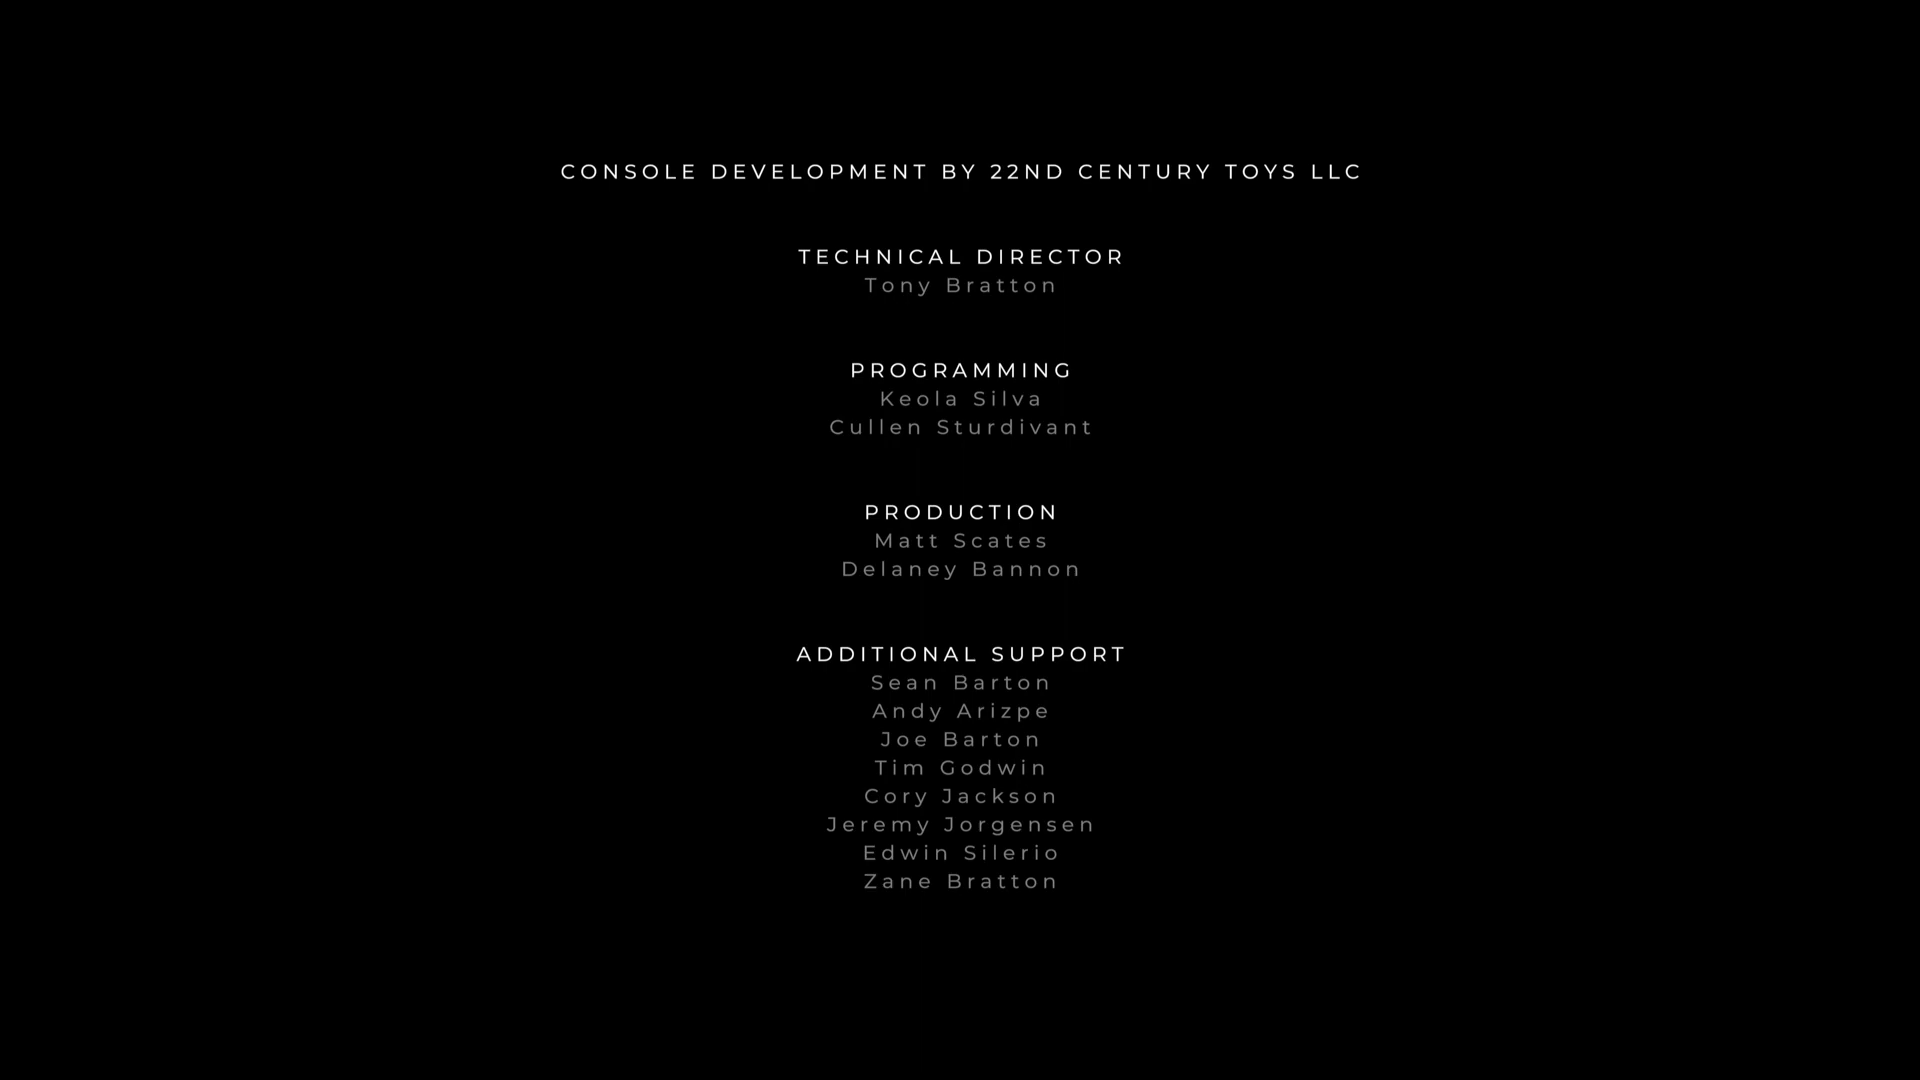 CONSOLE DEVELOPMENT BY 22ND CENTURY TOYS LLC
TECHNICAL DIRECTOR
Tony Bratton
PROGRAMMING
Keola Silva
Cullen Sturdivant
PRODUCTION
Matt Scates
Delaney Bannon
ADDITIONAL SUPPORT
Sean Barton
Andy Arizpe
Joe Barton
Tim Godwin
Cory Jackson
Jeremy Jorgensen
Edwin Silerio
Zane Bratton